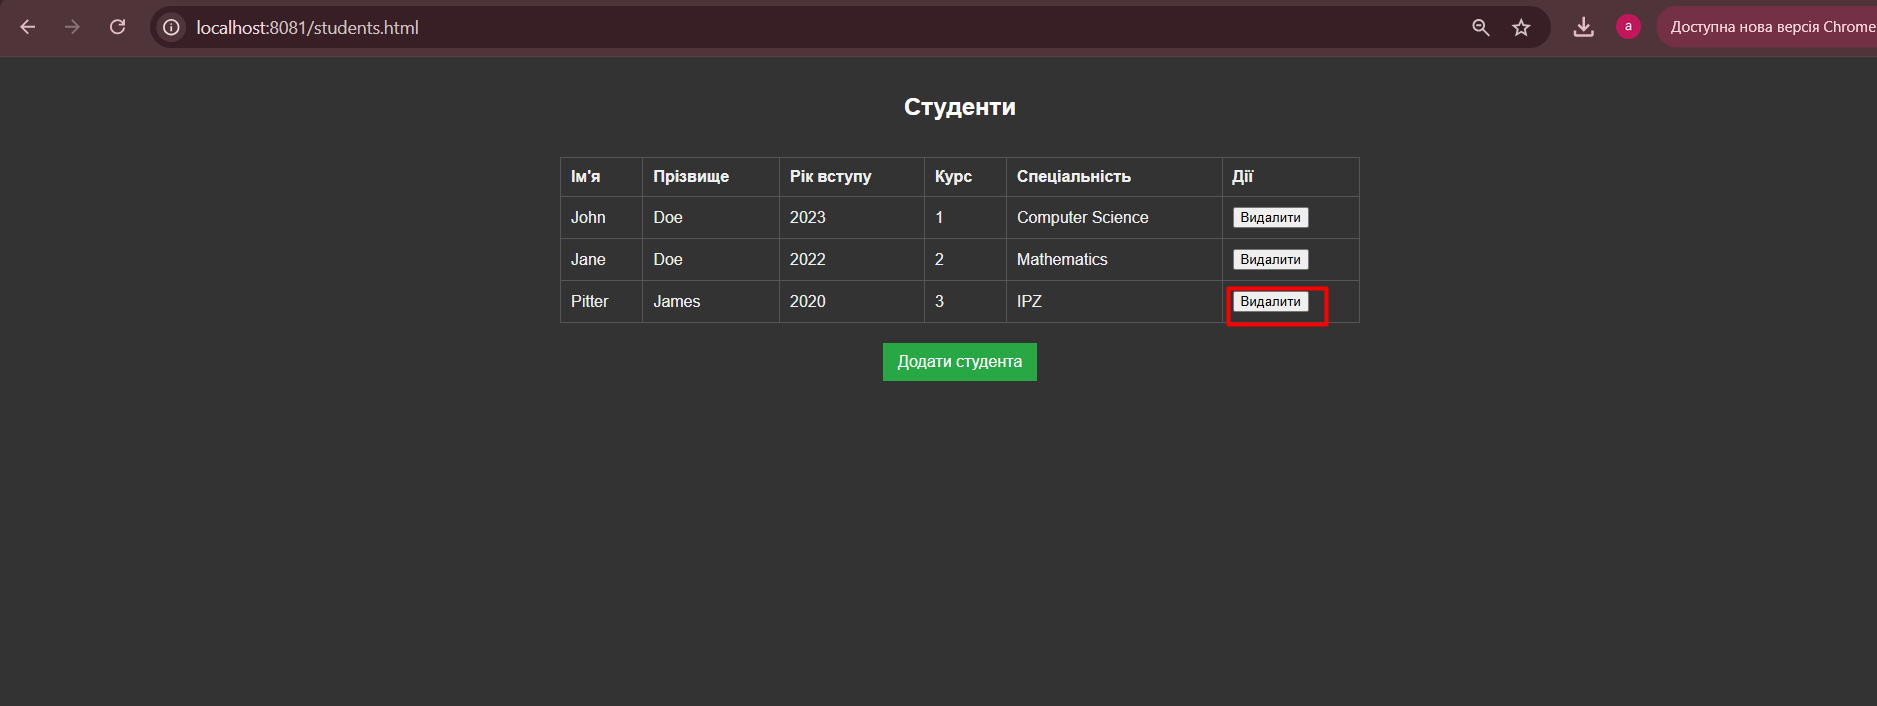 localhost:8081/students.html
а
Доступна нова версія Chrome
Студенти
Ім'я Прізвище Рік вступу Курс Спеціальність Дії
John Doe 2023 1 Computer Science Видалити
Jane Doe 2022 2 Mathematics Видалити
Pitter James 2020 3 IPZ Видалити
Додати студента